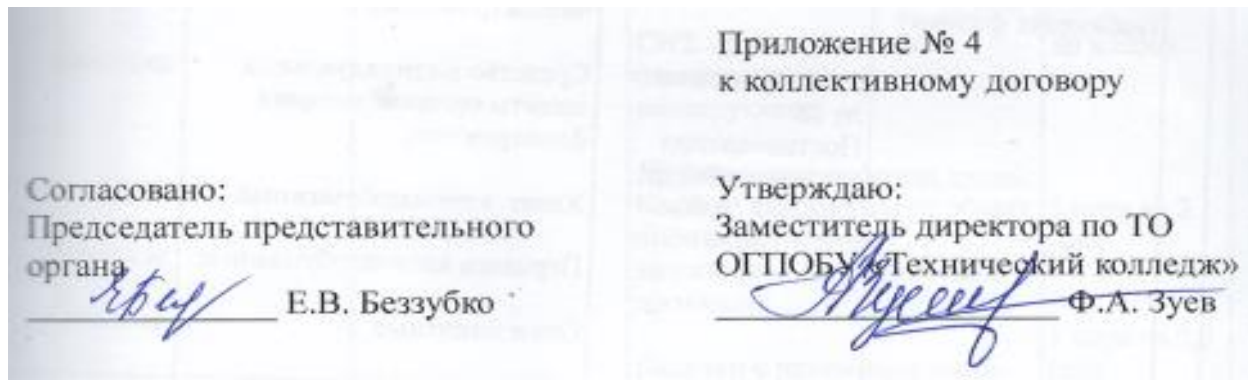 Приложение № 4
к коллективному договору
Согласовано:
Председатель представительного
органа
Е.В. Беззубко
Утверждаю:
Заместитель директора по ТО
ОГПОБУ «Технический колледж»
Ф.А. Зуев